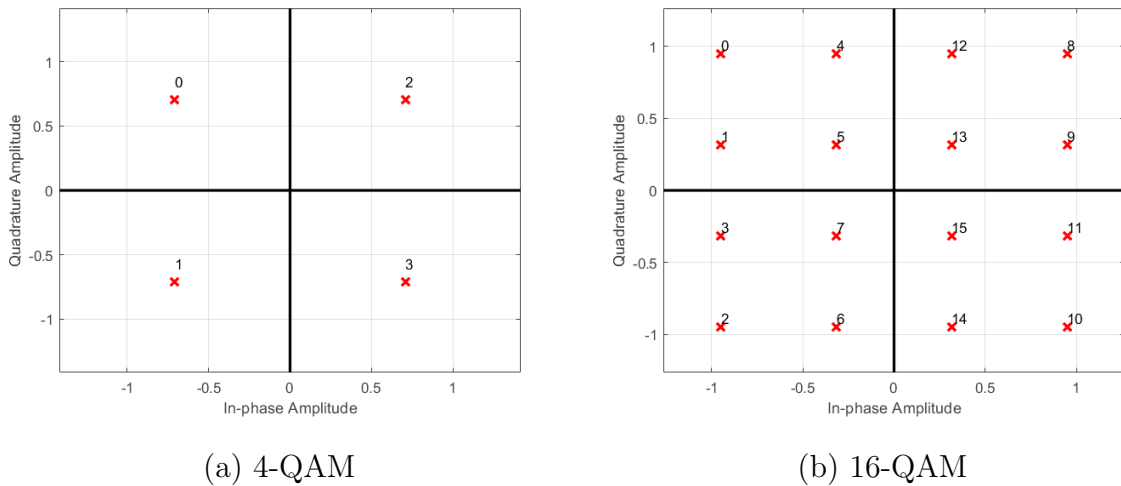 1
0.5
0
-0.5
-1
Quadrature Amplitude
0 2
1 3
-1 -0.5 0 0.5 1
In-phase Amplitude
(a) 4-QAM
1
0.5
0
-0.5
-1
Quadrature Amplitude
0 4 12 8
1 5 13 9
3 7 15 11
2 6 14 10
-1 -0.5 0 0.5 1
In-phase Amplitude
(b) 16-QAM